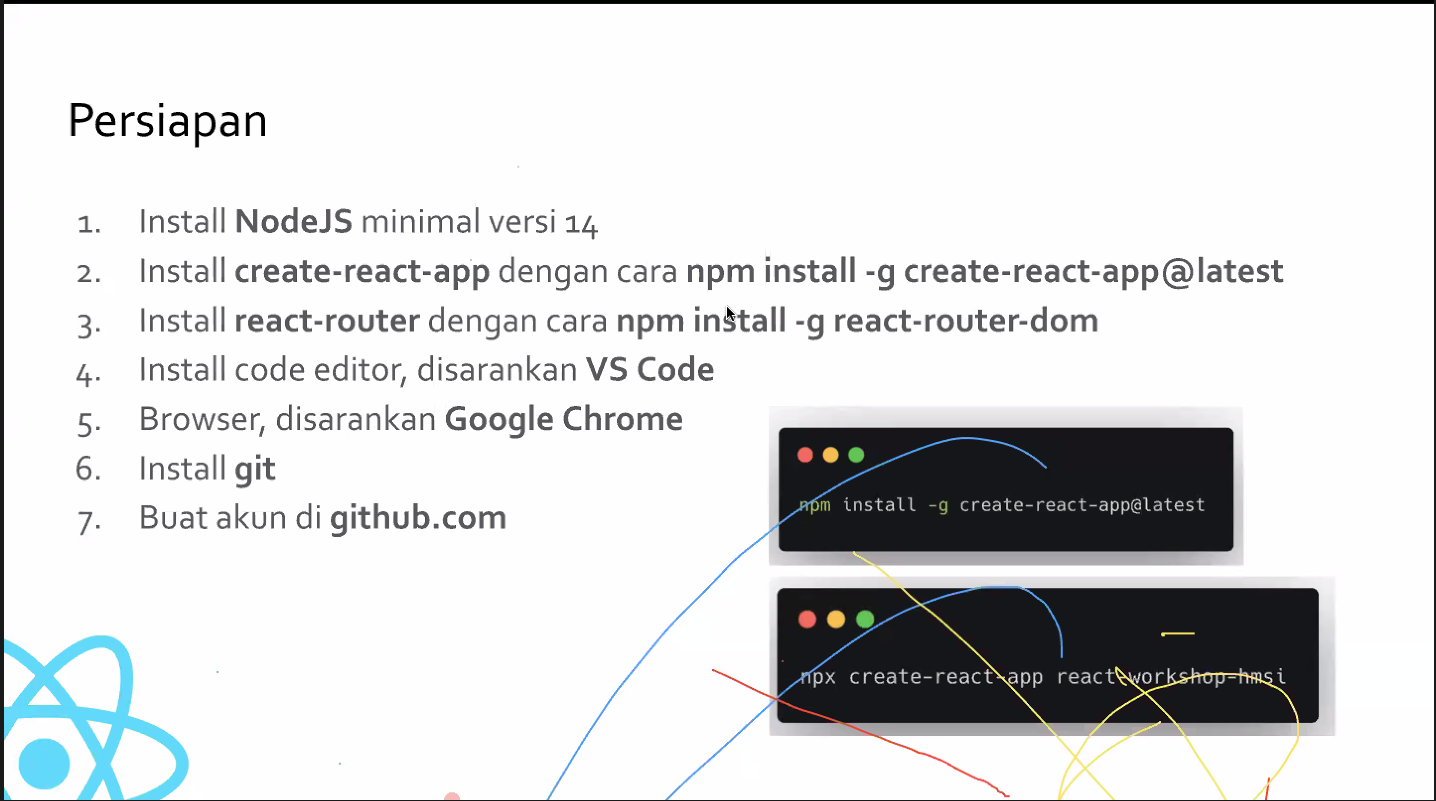 Persiapan
1. Install NodeJS minimal versi 14
2. Install create-react-app dengan cara npm install -g create-react-app@latest
3. Install react-router dengan cara npm install -g react-router-dom
4. Install code editor, disarankan VS Code
5. Browser, disarankan Google Chrome
6. Install git
7. Buat akun di github.com
npm install -g create-react-app@latest
npx create-react-app react-workshop-hmsi